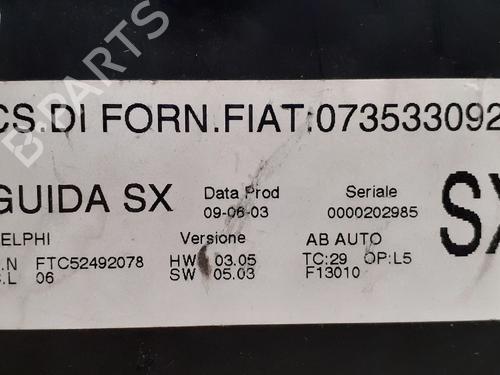 B-PARTS
CS.DI FORN.FIAT:073533092
GUIDA SX Data Prod Seriale SX
09-06-03 0000202985
ELPHI Versione AB AUTO
.N FTC52492078 HW 03.05 TC:29 OP:L5
.L 06 SW 05.03 F13010